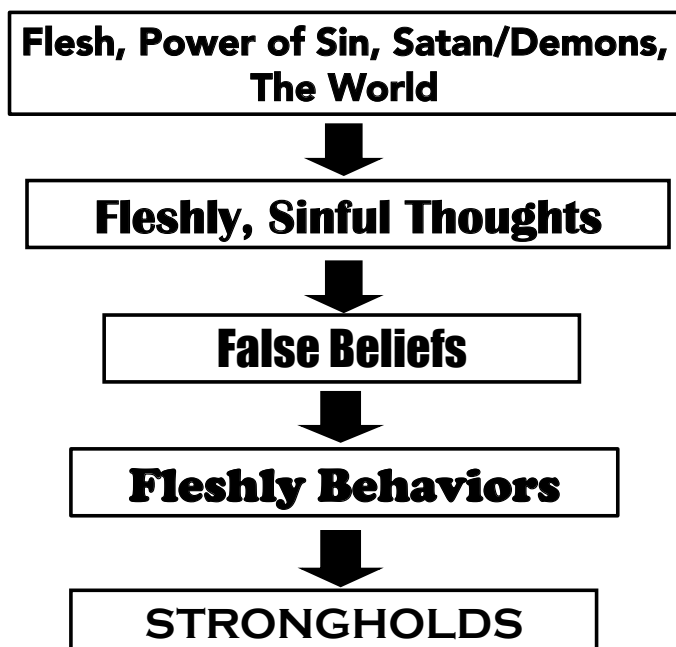 Flesh, Power of Sin, Satan/Demons,
The World
Fleshly, Sinful Thoughts
False Beliefs
Fleshly Behaviors
STRONGHOLDS